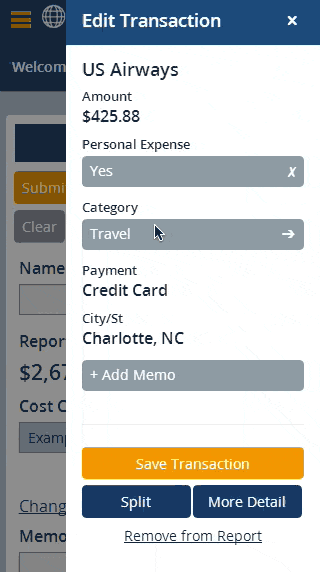 Edit Transaction ×
Welcom
US Airways
Amount
$425.88
Personal Expense
Yes ✗
Category
Travel →
Payment
Credit Card
City/St
Charlotte, NC
+ Add Memo
Save Transaction
Split More Detail
Remove from Report
Submi
Clear
Name
Repor
$2,67
Cost C
Examp
Chang
Memo